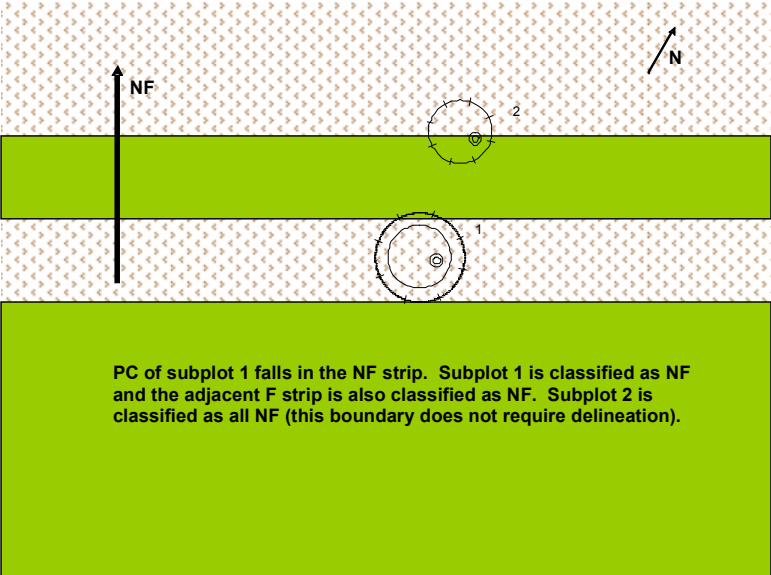 N
NF
2
1
PC of subplot 1 falls in the NF strip.  Subplot 1 is classified as NF
and the adjacent F strip is also classified as NF.  Subplot 2 is
classified as all NF (this boundary does not require delineation).